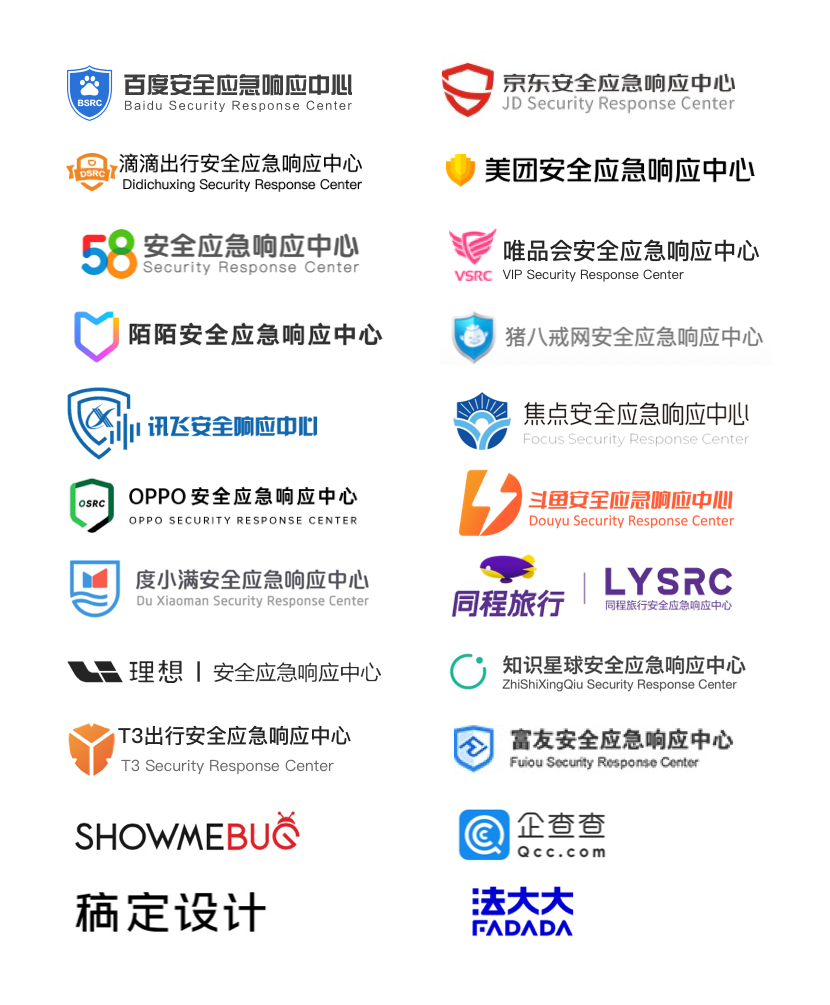 BSRC
百度安全应急响应中心
Baidu Security Response Center
京东安全应急响应中心
JD Security Response Center
DSRC
滴滴出行安全应急响应中心
Didichuxing Security Response Center
美团安全应急响应中心
58
安全应急响应中心
Security Response Center
VSRC
唯品会安全应急响应中心
VIP Security Response Center
陌陌安全应急响应中心
猪八戒网安全应急响应中心
讯飞安全响应中心
焦点安全应急响应中心
Focus Security Response Center
OSRC
OPPO 安全应急响应中心
OPPO SECURITY RESPONSE CENTER
斗鱼安全应急响应中心
Douyu Security Response Center
度小满安全应急响应中心
Du Xiaoman Security Response Center
同程旅行
LYSRC
同程旅行安全应急响应中心
理想 | 安全应急响应中心
知识星球安全应急响应中心
ZhiShiXingQiu Security Response Center
T3出行安全应急响应中心
T3 Security Response Center
富友安全应急响应中心
Fuiou Security Response Center
SHOWMEBUG
企查查
Qcc.com
稿定设计
法大大
FADADA